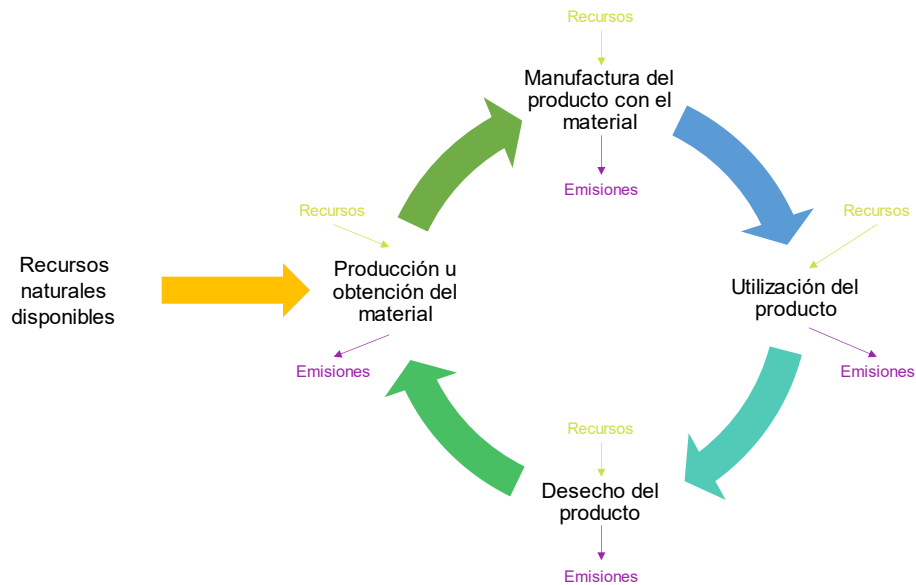 Recursos
Manufactura del
producto con el
material
Emisiones
Recursos
Recursos
Recursos
naturales
disponibles
Producción u
obtención del
material
Utilización del
producto
Emisiones
Emisiones
Recursos
Desecho del
producto
Emisiones